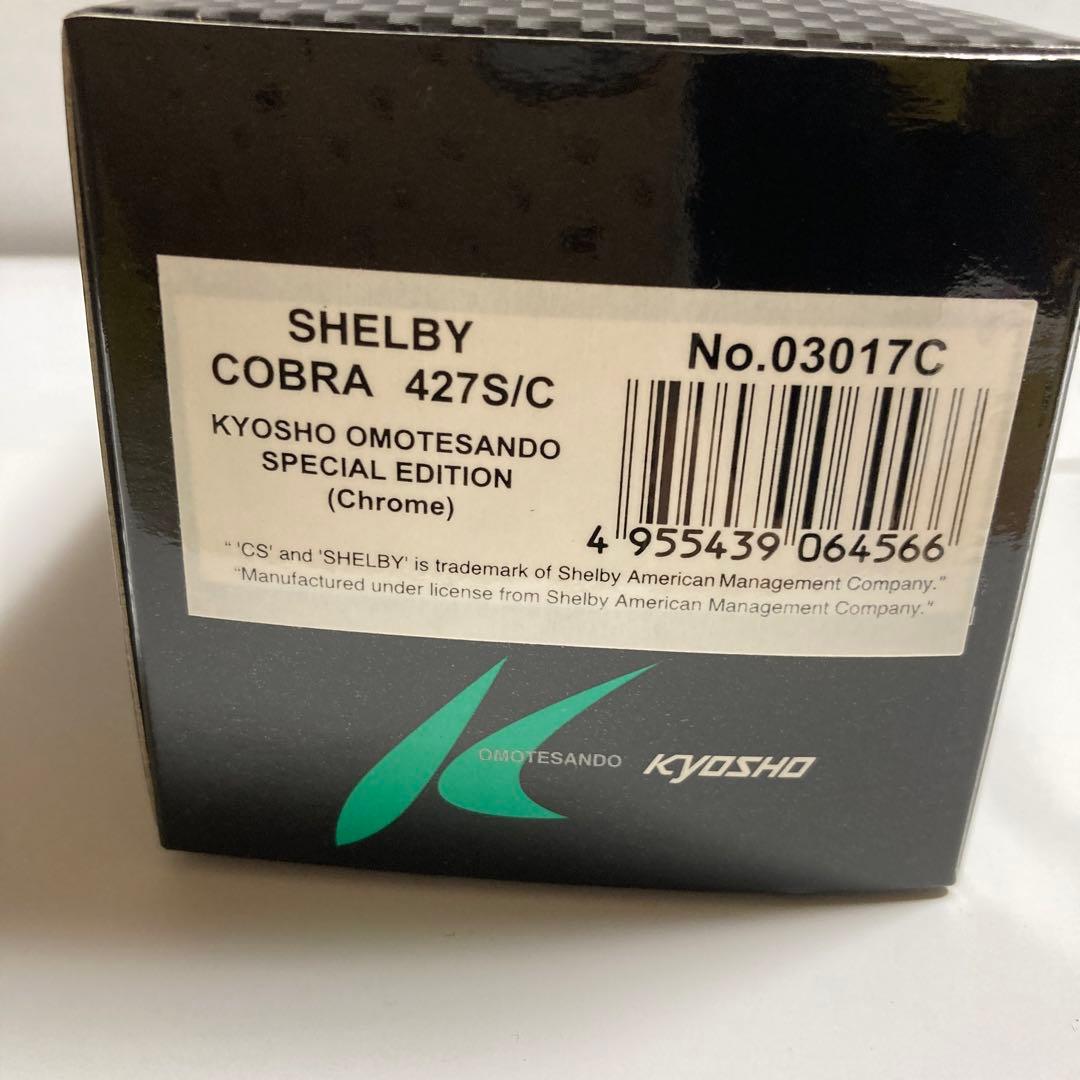 SHELBY
COBRA 427S/C
KYOSHO OMOTESANDO
SPECIAL EDITION
(Chrome)
No.03017C
4 955439 064566
" 'CS' and 'SHELBY' is trademark of Shelby American Management Company."
"Manufactured under license from Shelby American Management Company."
OMOTESANDO KYOSHO